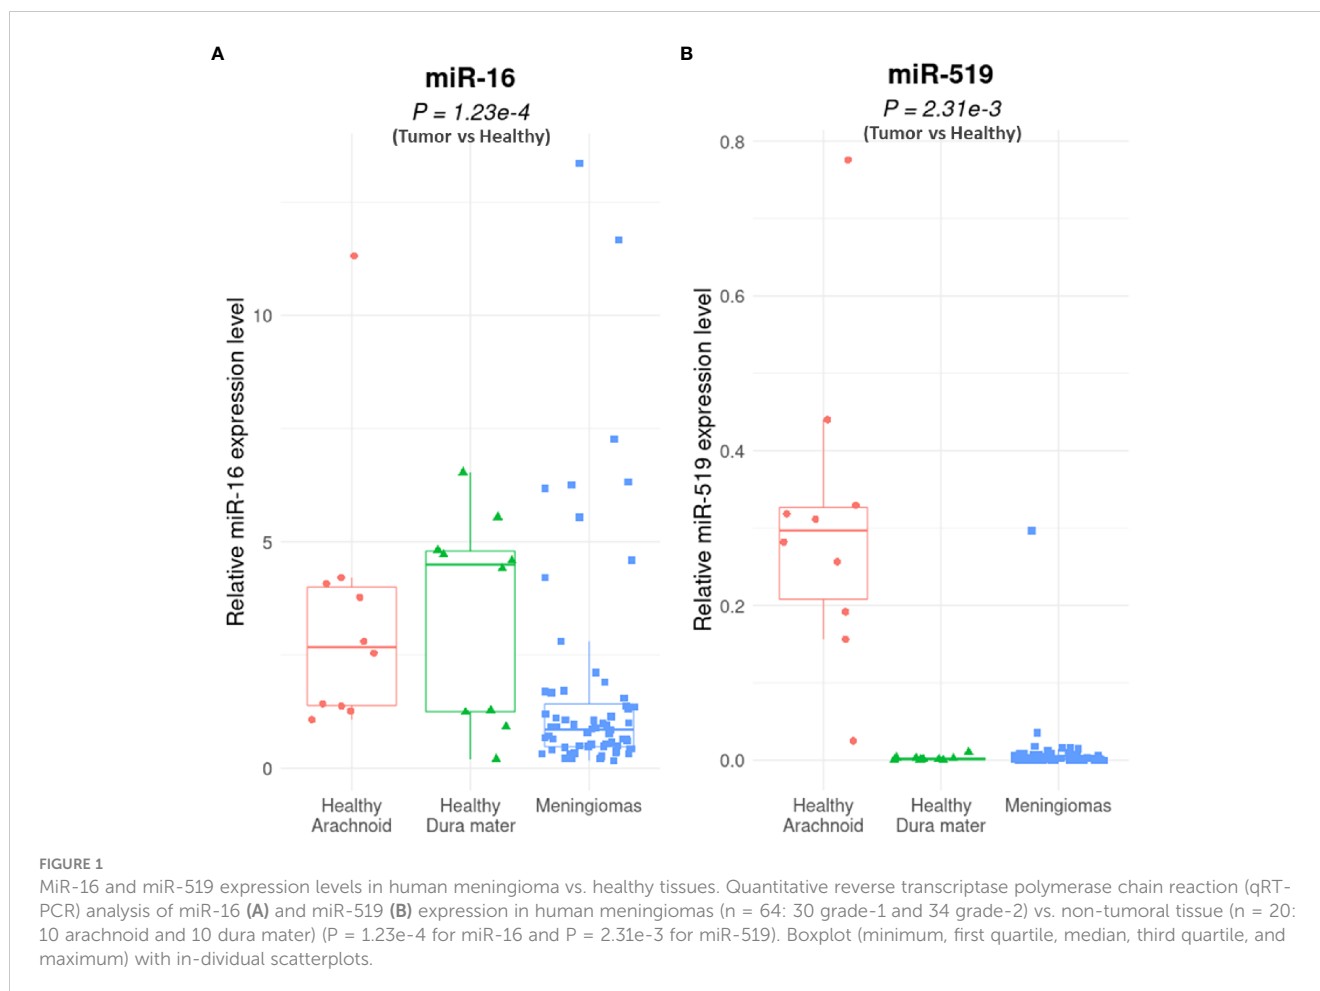 A
miR-16
P = 1.23e-4
(Tumor vs Healthy)
Relative miR-16 expression level
10
5
0
Healthy
Arachnoid
Healthy
Dura mater
Meningiomas
B
miR-519
P = 2.31e-3
(Tumor vs Healthy)
Relative miR-519 expression level
0.8
0.6
0.4
0.2
0.0
Healthy
Arachnoid
Healthy
Dura mater
Meningiomas
FIGURE 1
MiR-16 and miR-519 expression levels in human meningioma vs. healthy tissues. Quantitative reverse transcriptase polymerase chain reaction (qRT-
PCR) analysis of miR-16 (A) and miR-519 (B) expression in human meningiomas (n = 64: 30 grade-1 and 34 grade-2) vs. non-tumoral tissue (n = 20:
10 arachnoid and 10 dura mater) (P = 1.23e-4 for miR-16 and P = 2.31e-3 for miR-519). Boxplot (minimum, first quartile, median, third quartile, and
maximum) with in-dividual scatterplots.